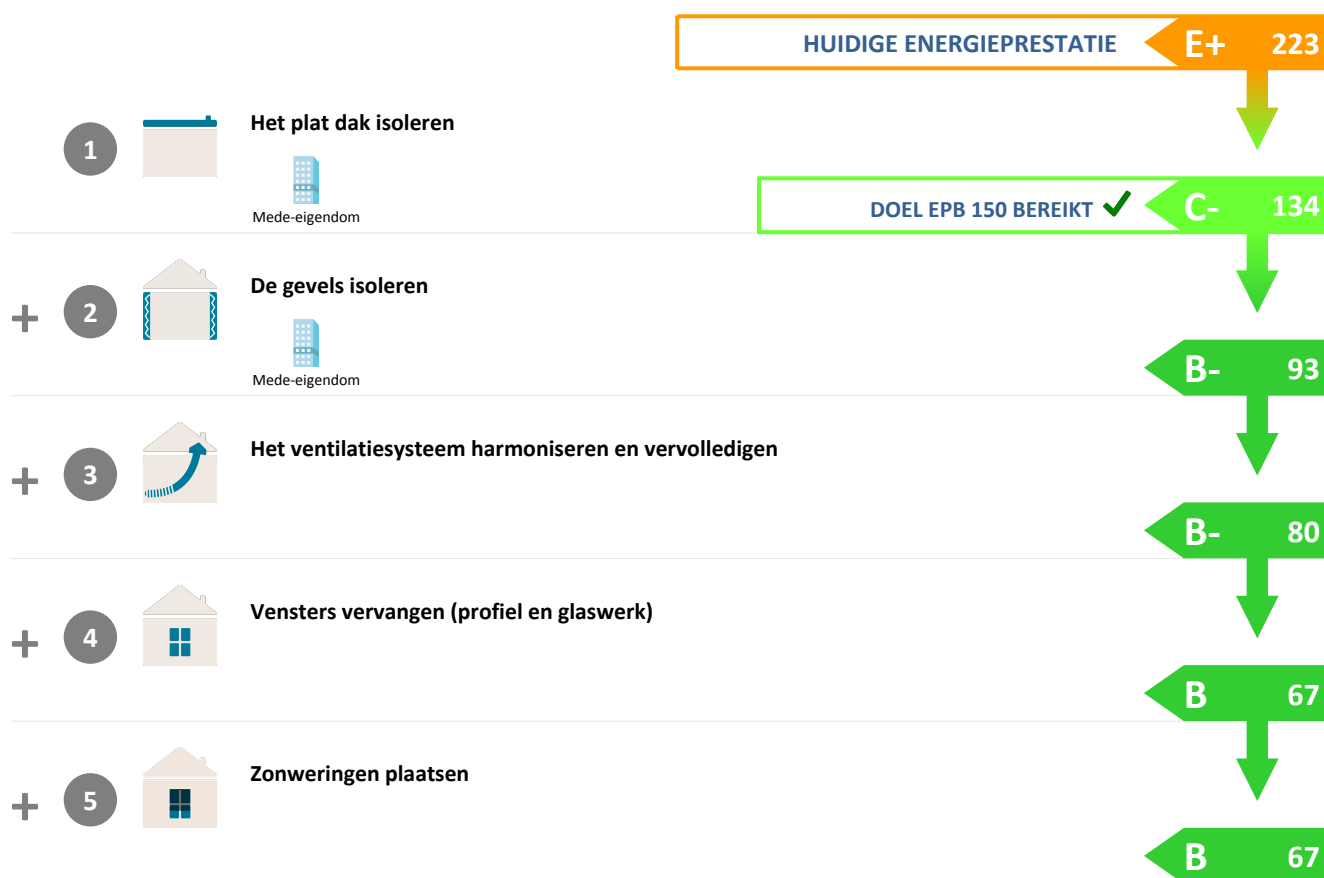 HUIDIGE ENERGIEPRESTATIE E+ 223
1 Het plat dak isoleren
Mede-eigendom
DOEL EPB 150 BEREIKT ✔ C- 134
+ 2 De gevels isoleren
Mede-eigendom
B- 93
+ 3 Het ventilatiesysteem harmoniseren en vervolledigen
B- 80
+ 4 Vensters vervangen (profiel en glaswerk)
B 67
+ 5 Zonweringen plaatsen
B 67